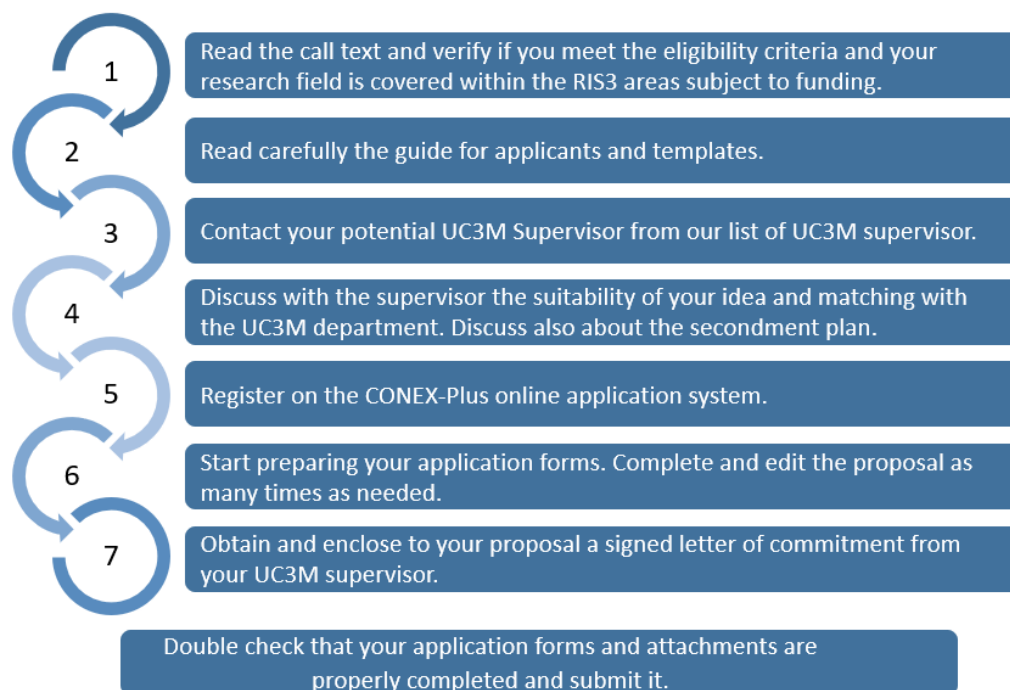 1
Read the call text and verify if you meet the eligibility criteria and your
research field is covered within the RIS3 areas subject to funding.
2
Read carefully the guide for applicants and templates.
3
Contact your potential UC3M Supervisor from our list of UC3M supervisor.
4
Discuss with the supervisor the suitability of your idea and matching with
the UC3M department. Discuss also about the secondment plan.
5
Register on the CONEX-Plus online application system.
6
Start preparing your application forms. Complete and edit the proposal as
many times as needed.
7
Obtain and enclose to your proposal a signed letter of commitment from
your UC3M supervisor.
Double check that your application forms and attachments are
properly completed and submit it.